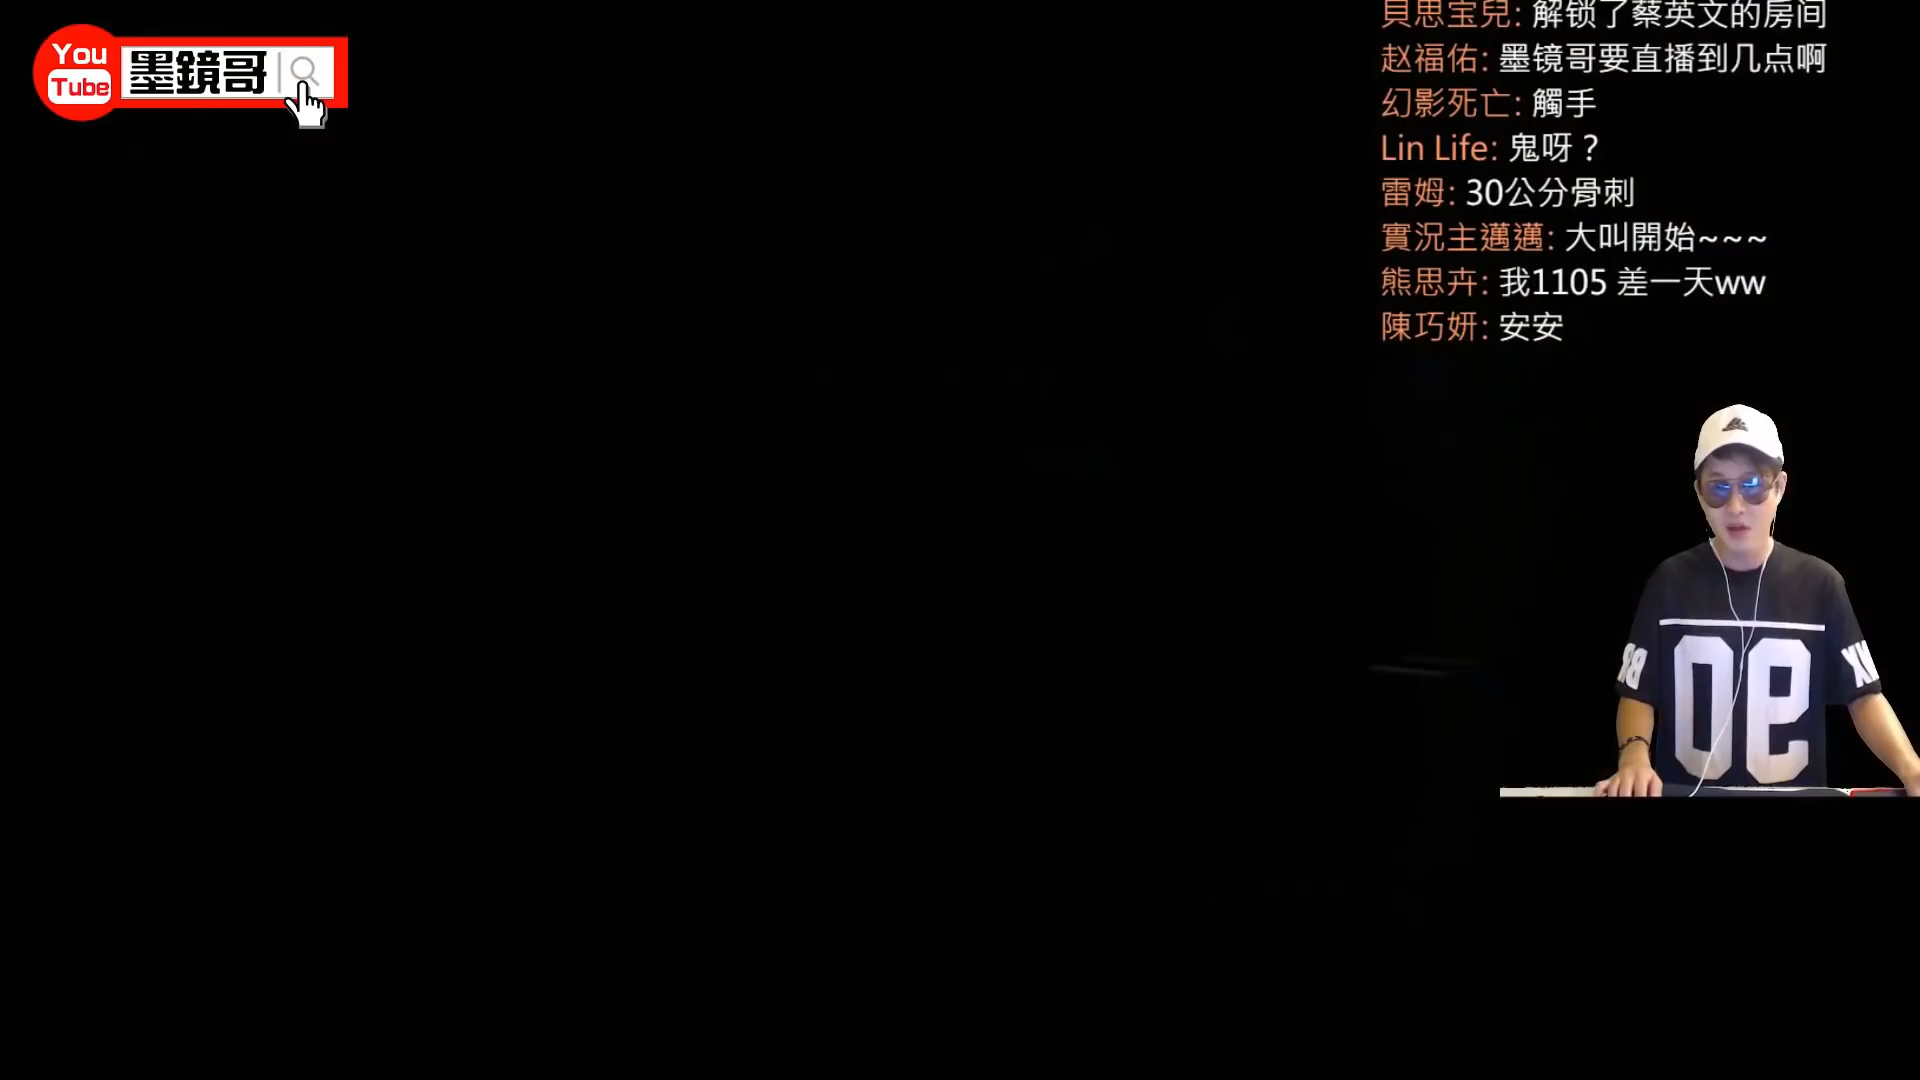 You
Tube
墨鏡哥
貝思宝兒: 解锁了蔡英文的房间
赵福佑: 墨镜哥要直播到几点啊
幻影死亡: 觸手
Lin Life: 鬼呀？
雷姆: 30公分骨刺
實況主邁邁: 大叫開始~~~
熊思卉: 我1105 差一天ww
陳巧妍: 安安